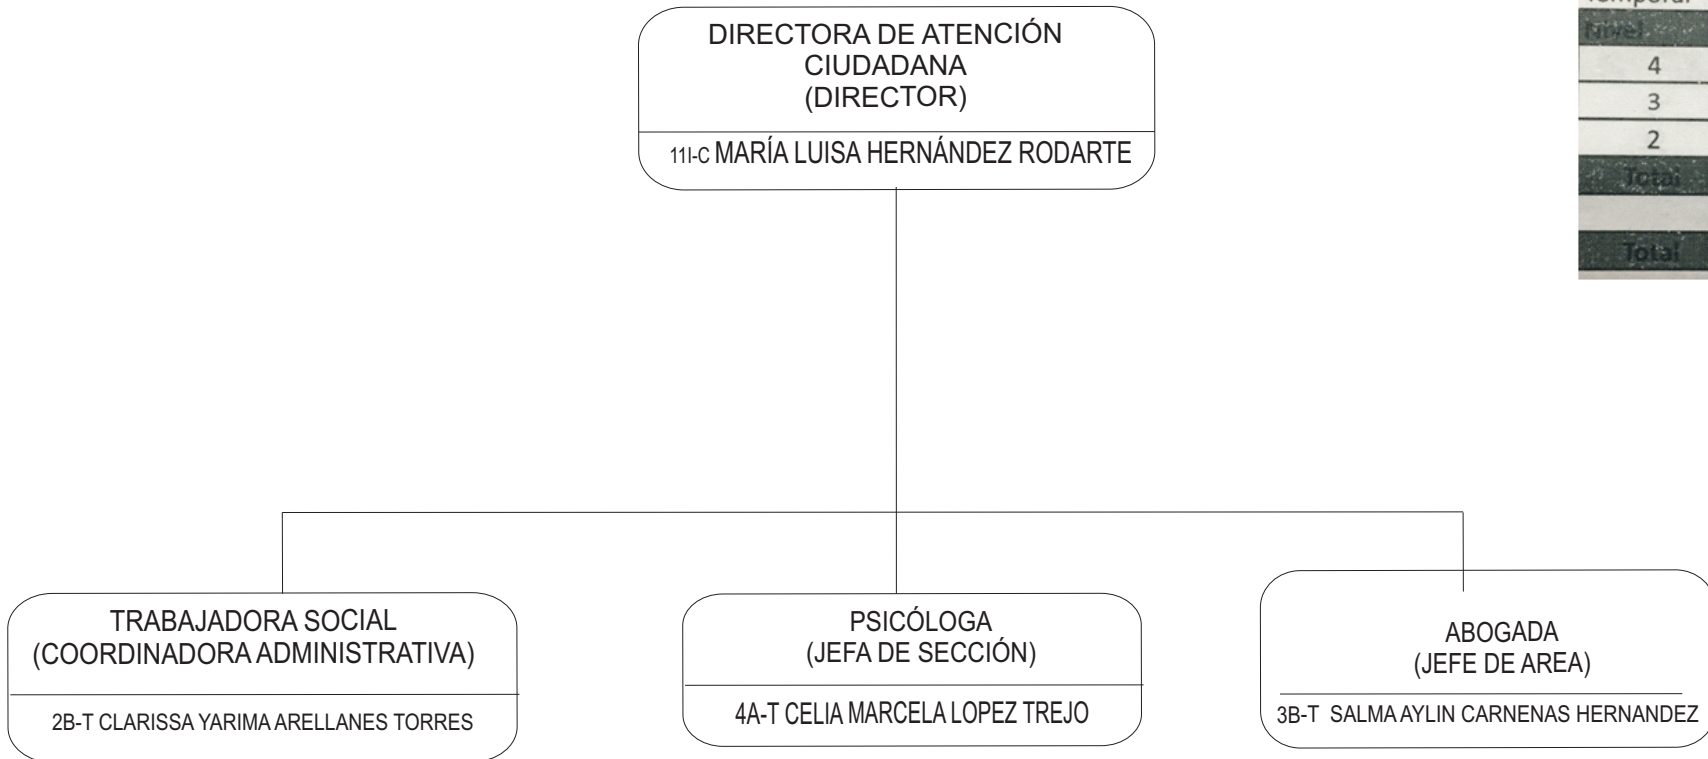 DIRECTORA DE ATENCIÓN
CIUDADANA
(DIRECTOR)
11I-C MARÍA LUISA HERNÁNDEZ RODARTE
Nivel
4
3
2
Total
Total
TRABAJADORA SOCIAL
(COORDINADORA ADMINISTRATIVA)
2B-T CLARISSA YARIMA ARELLANES TORRES
PSICÓLOGA
(JEFA DE SECCIÓN)
4A-T CELIA MARCELA LOPEZ TREJO
ABOGADA
(JEFE DE AREA)
3B-T SALMA AYLIN CARNENAS HERNANDEZ